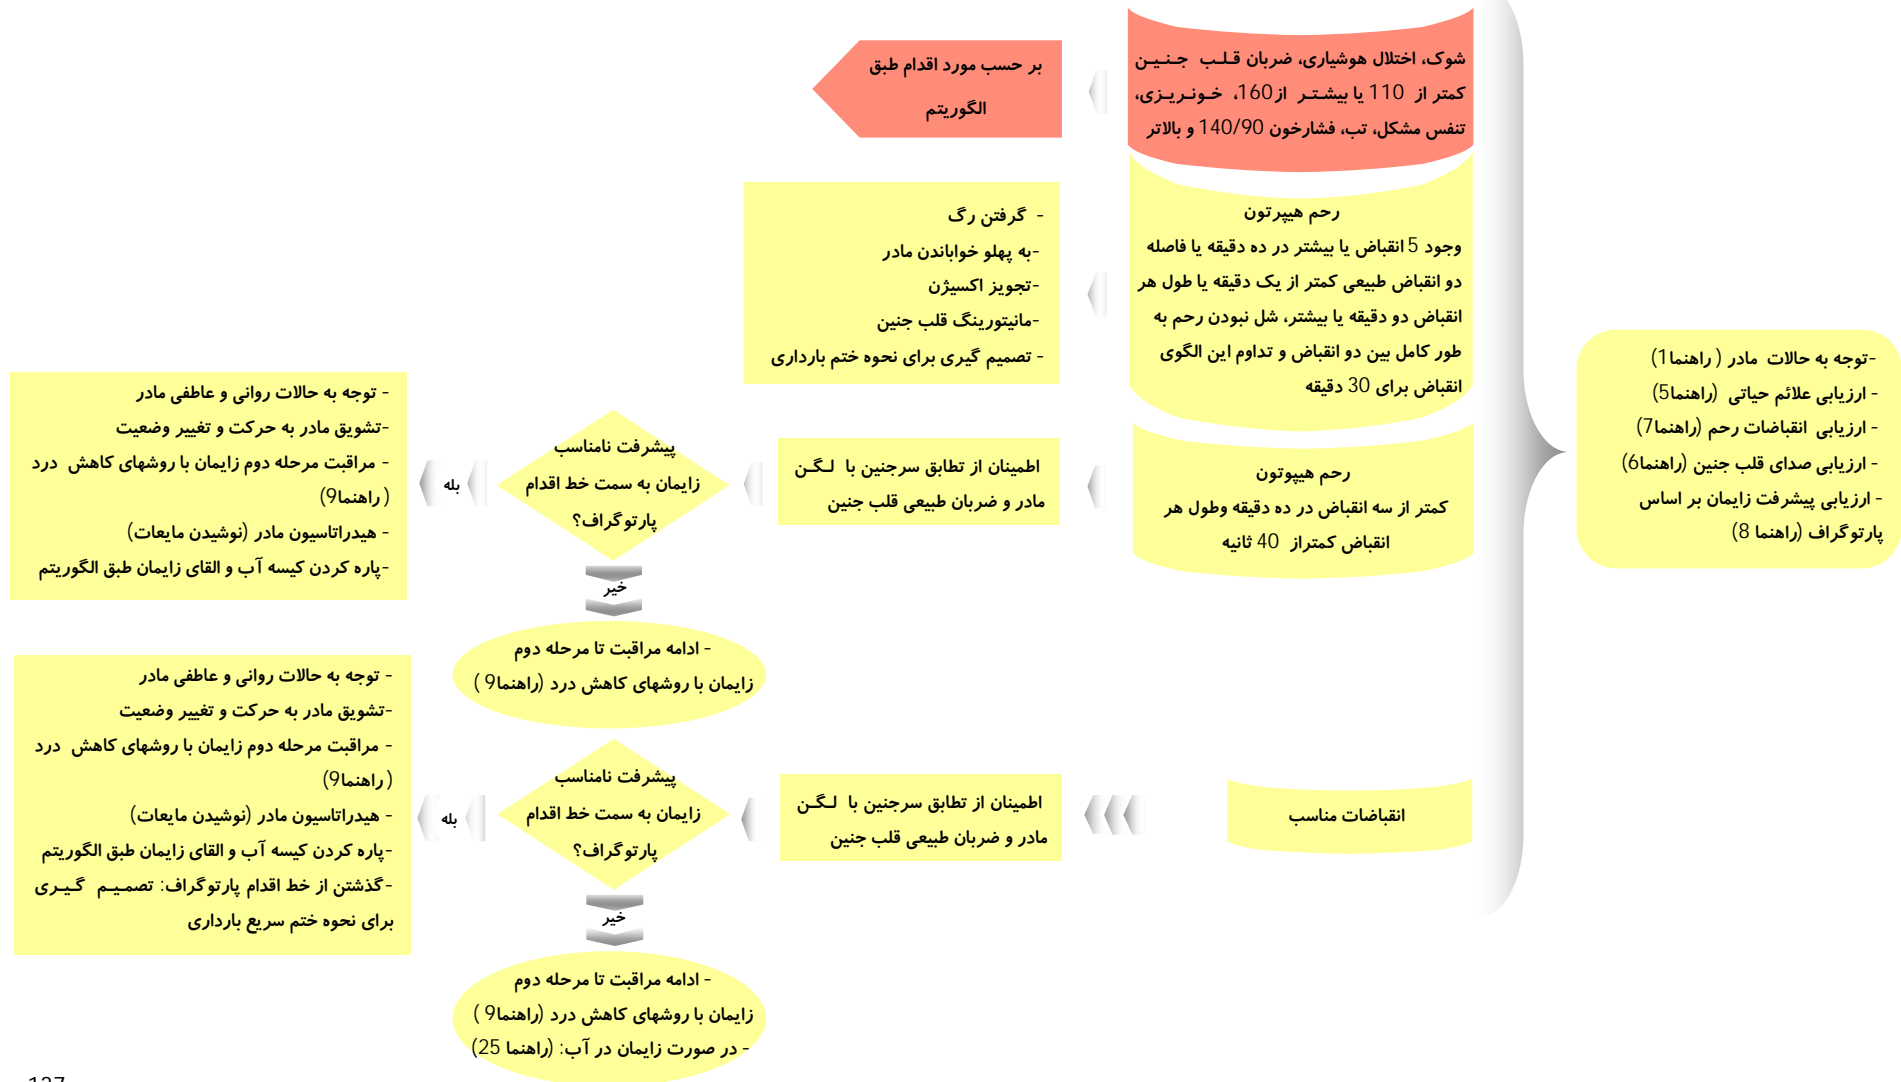 -توجه به حالات مادر ( راهنما1)
- ارزیابی علائم حیاتی (راهنما5)
- ارزیابی انقباضات رحم (راهنما7)
- ارزیابی صدای قلب جنین (راهنما6)
- ارزیابی پیشرفت زایمان بر اساس
پارتوگراف (راهنما 8)
شوک، اختلال هوشیاری، ضربان قلب جنین
کمتر از 110 یا بیشتر از160، خونریزی،
تنفس مشکل، تب، فشارخون 140/90 و بالاتر
بر حسب مورد اقدام طبق
الگوریتم
رحم هیپرتون
وجود 5 انقباض یا بیشتر در ده دقیقه یا فاصله
دو انقباض طبیعی کمتر از یک دقیقه یا طول هر
انقباض دو دقیقه یا بیشتر، شل نبودن رحم به
طور کامل بین دو انقباض و تداوم این الگوی
انقباض برای 30 دقیقه
- گرفتن رگ
-به پهلو خواباندن مادر
-تجویز اکسیژن
-مانیتورینگ قلب جنین
- تصمیم گیری برای نحوه ختم بارداری
رحم هیپوتون
کمتر از سه انقباض در ده دقیقه وطول هر
انقباض کمتراز 40 ثانیه
اطمینان از تطابق سرجنین با لگن
مادر و ضربان طبیعی قلب جنین
پیشرفت نامناسب
زایمان به سمت خط اقدام
پارتوگراف؟
بله
- توجه به حالات روانی و عاطفی مادر
-تشویق مادر به حرکت و تغییر وضعیت
- مراقبت مرحله دوم زایمان با روشهای کاهش درد
( راهنما9)
- هیدراتاسیون مادر (نوشیدن مایعات)
-پاره کردن کیسه آب و القای زایمان طبق الگوریتم
خیر
- ادامه مراقبت تا مرحله دوم
زایمان با روشهای کاهش درد (راهنما9 )
انقباضات مناسب
اطمینان از تطابق سرجنین با لگن
مادر و ضربان طبیعی قلب جنین
پیشرفت نامناسب
زایمان به سمت خط اقدام
پارتوگراف؟
بله
- توجه به حالات روانی و عاطفی مادر
-تشویق مادر به حرکت و تغییر وضعیت
- مراقبت مرحله دوم زایمان با روشهای کاهش درد
( راهنما9)
- هیدراتاسیون مادر (نوشیدن مایعات)
-پاره کردن کیسه آب و القای زایمان طبق الگوریتم
-گذشتن از خط اقدام پارتوگراف: تصمیم گیری
برای نحوه ختم سریع بارداری
خیر
- ادامه مراقبت تا مرحله دوم
زایمان با روشهای کاهش درد (راهنما9 )
- در صورت زایمان در آب: (راهنما 25)